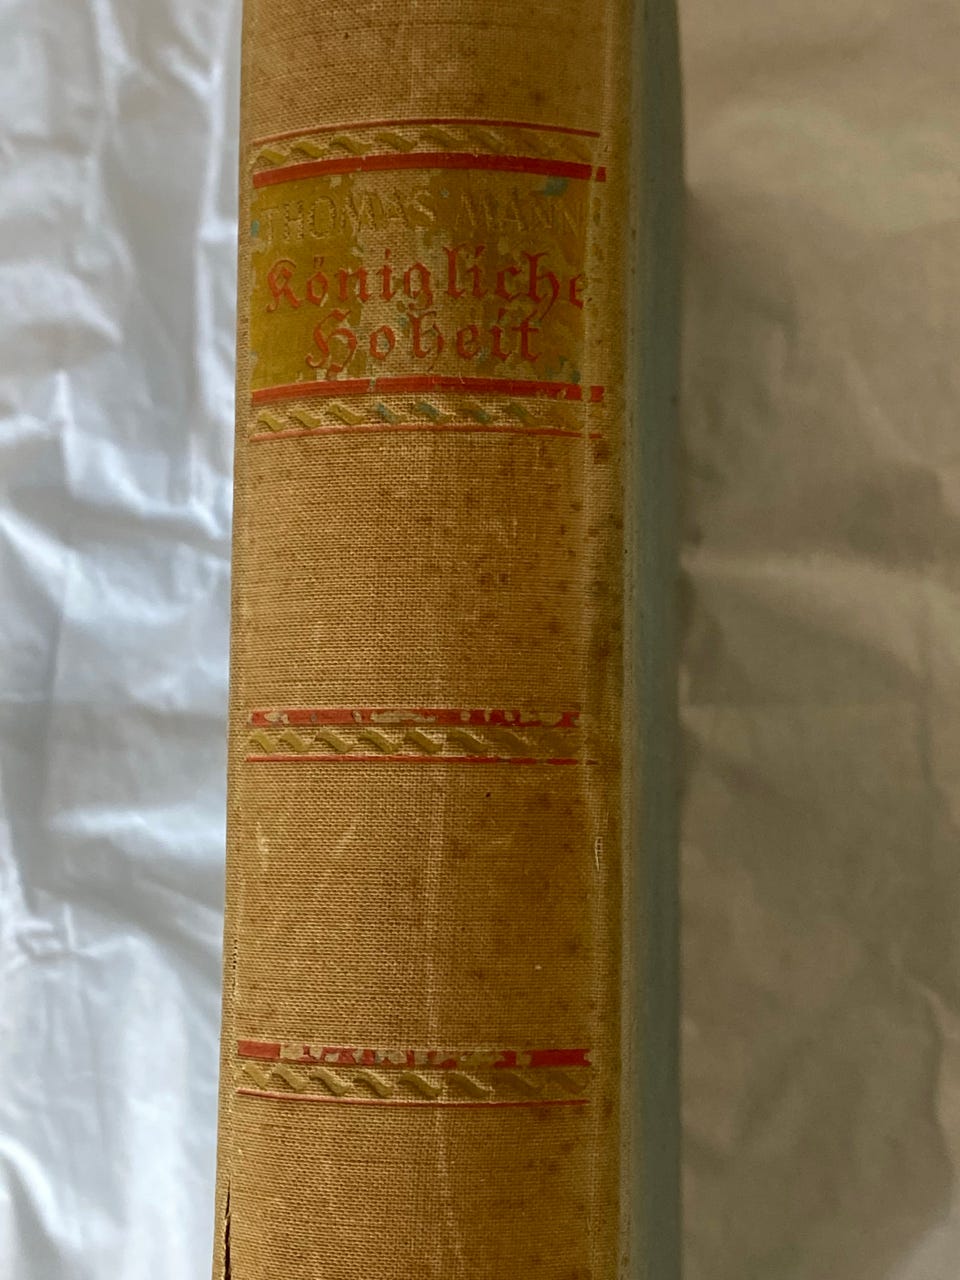 THOMAS MANN
Königliche
Hoheit